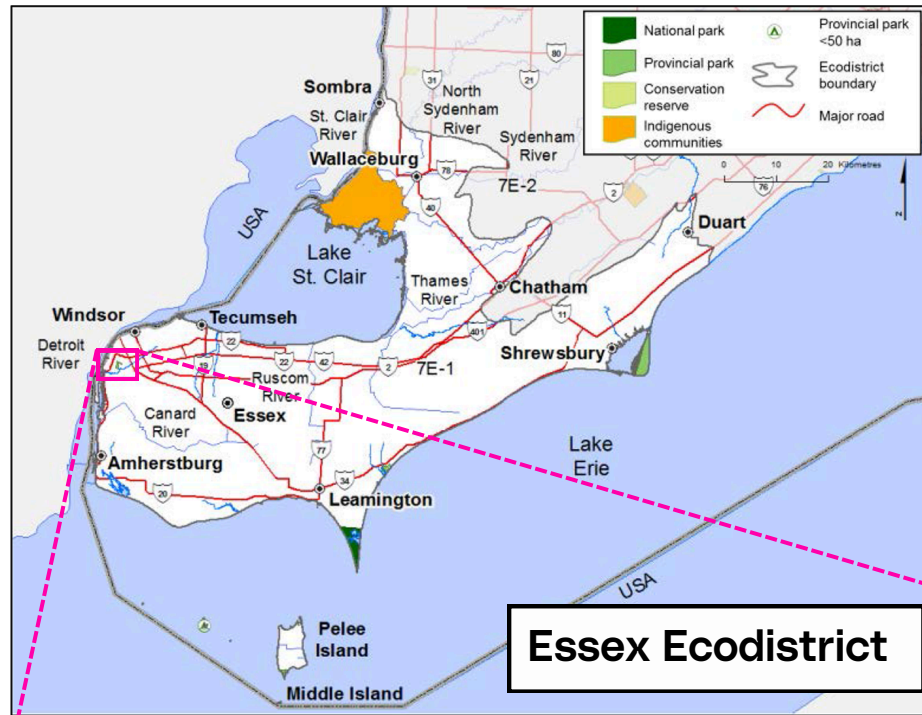 National park
Provincial park
Conservation
reserve
Indigenous
communities
Provincial park
<50 ha
Ecodistrict
boundary
Major road
0 10 20 Kilometres
Z
80
31
21
Sombra
St. Clair
River
North
Sydenham
River
Sydenham
River
Wallaceburg
78
7E-2
40
2
76
USA
Duart
Lake
St. Clair
Thames
River
Chatham
11
Windsor
Tecumseh
401
Detroit
River
22
Shrewsbury
19
22
42
2
7E-1
Ruscom
River
Essex
Canard
River
Lake
Erie
77
Amherstburg
34
20
Leamington
USA
Pelee
Island
Middle Island
Essex Ecodistrict